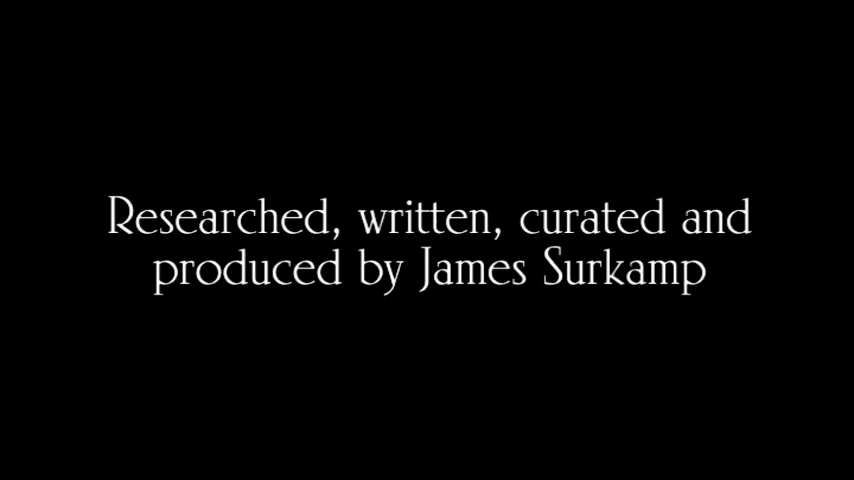 Researched, written, curated and
produced by James Surkamp